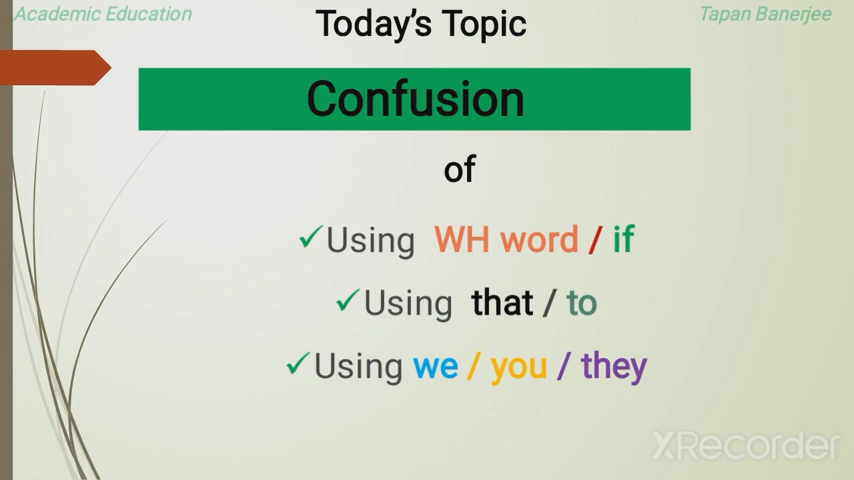 Academic Education
Tapan Banerjee
Today's Topic
Confusion
of
✓Using WH word / if
✓Using that / to
✓Using we / you / they
XRecorder